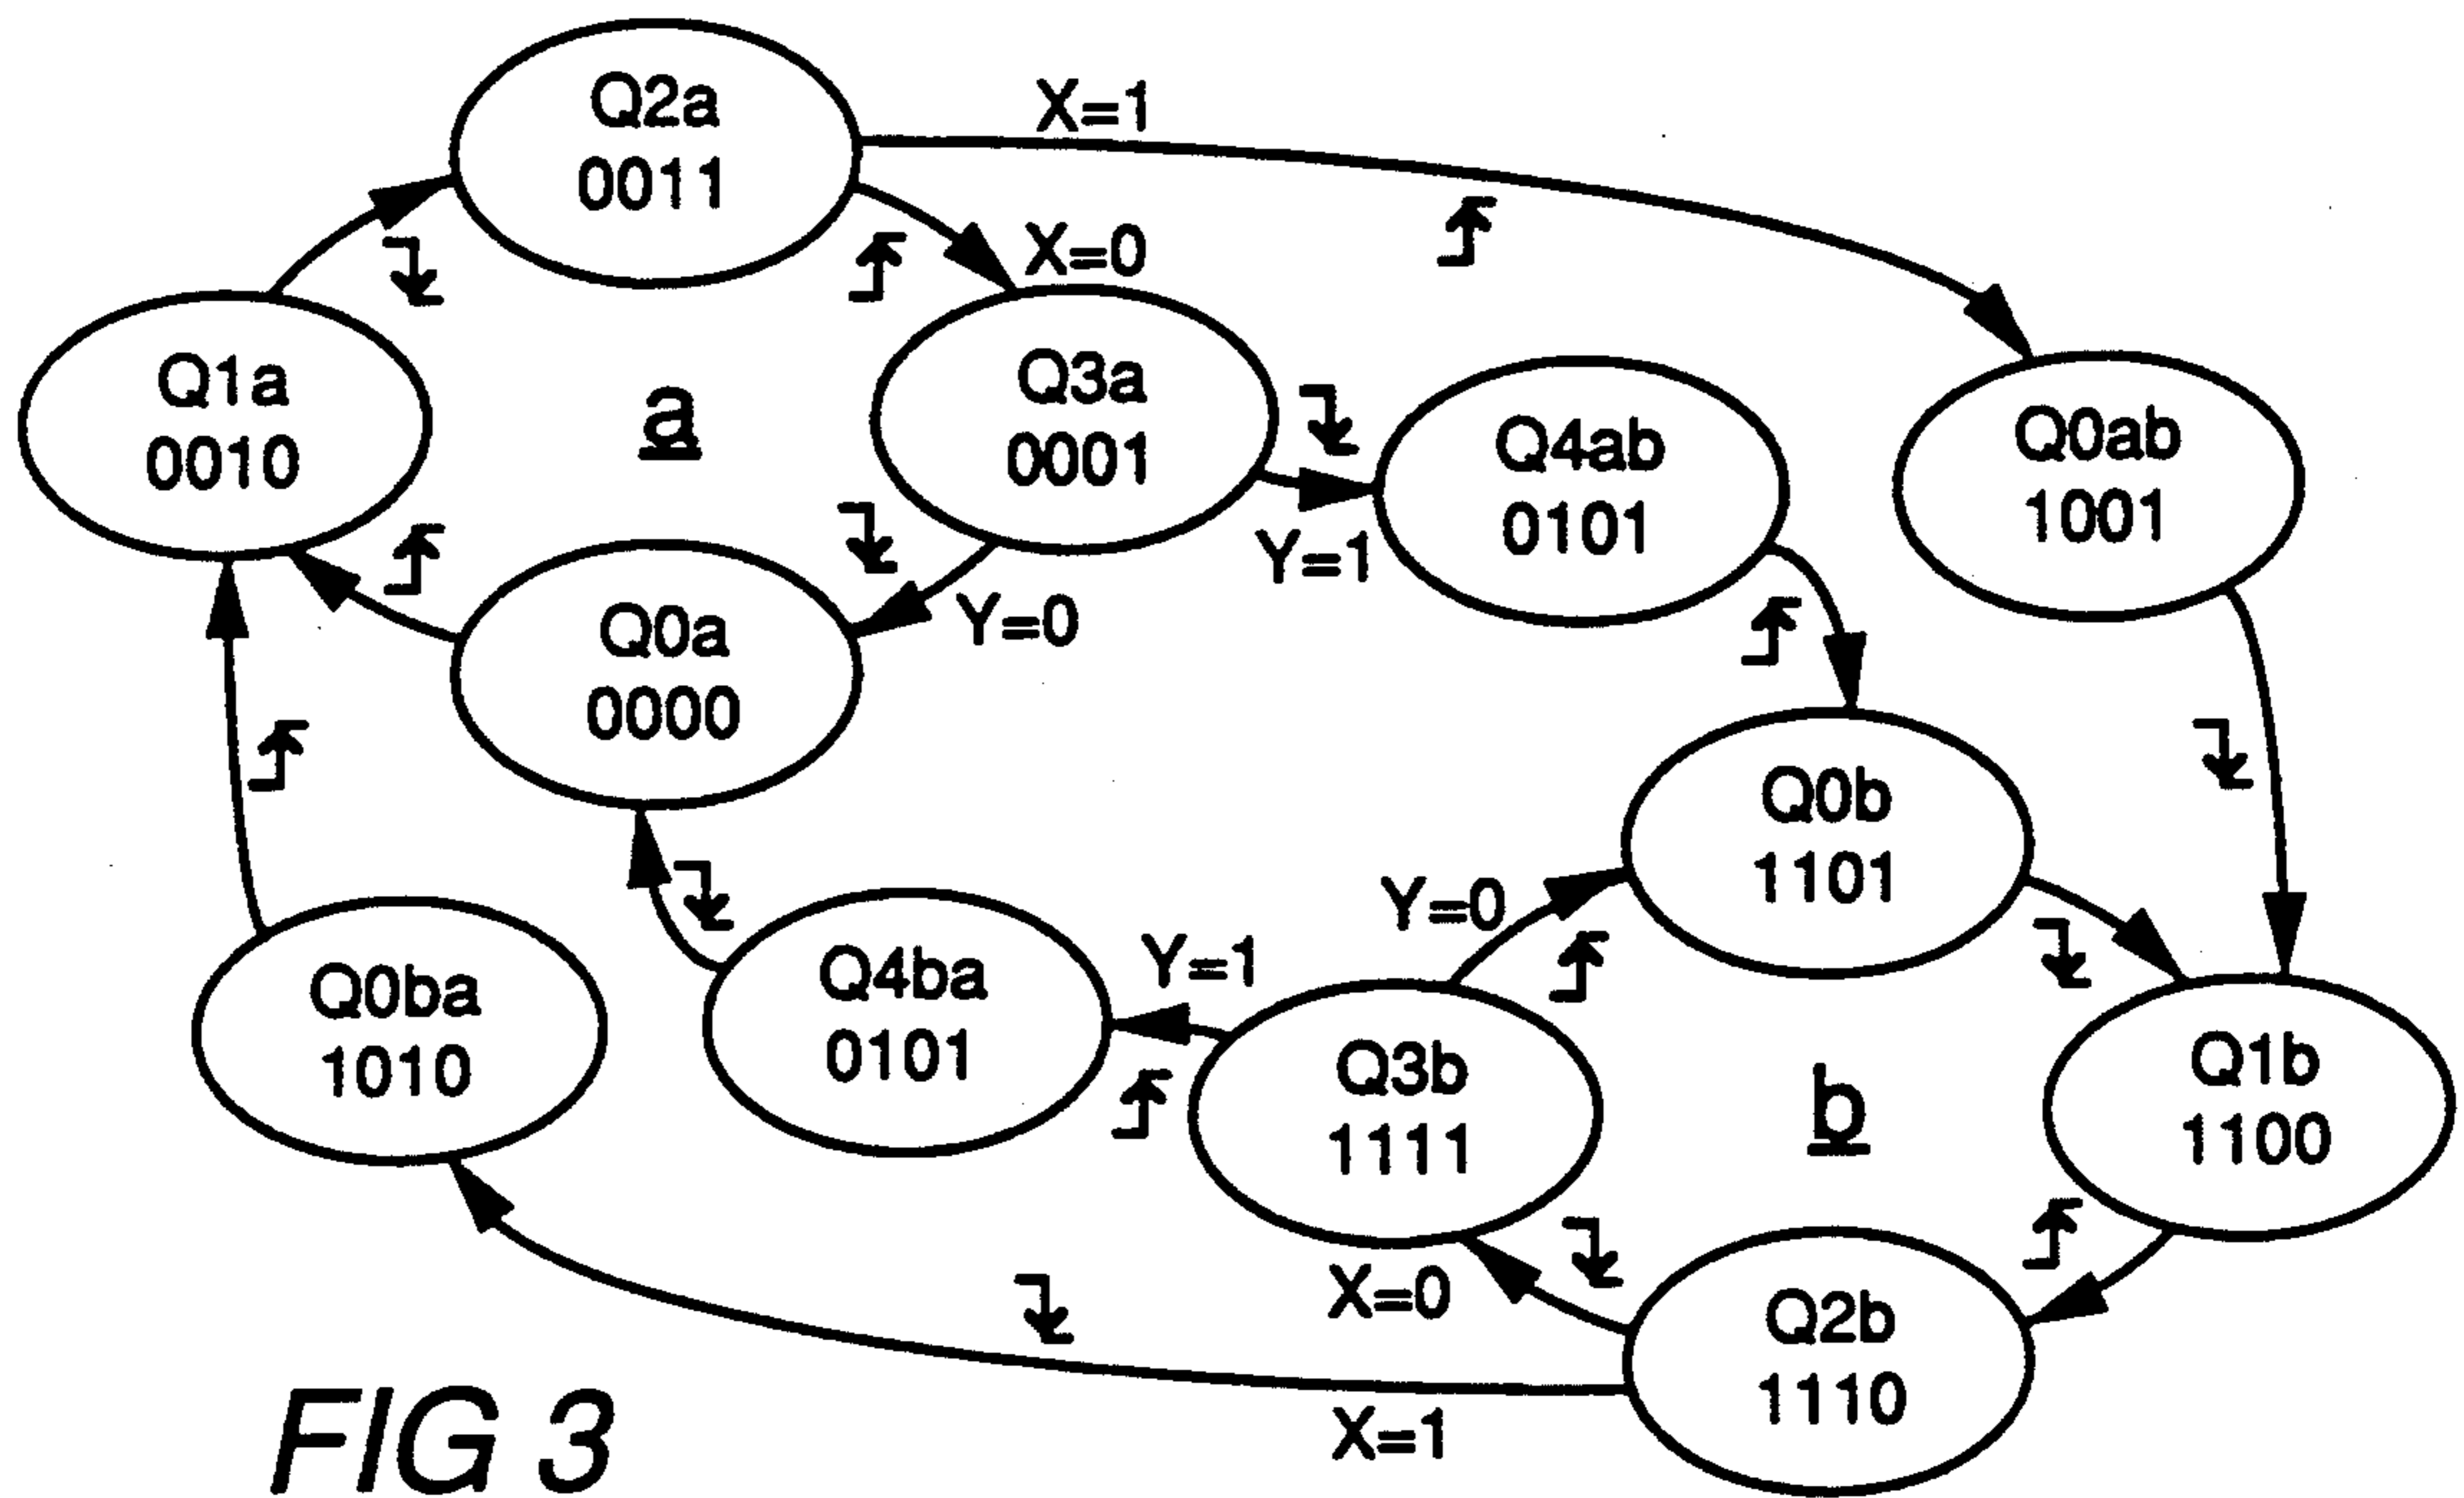 Q2a
0011
X=1
X=0
Q1a
0010
a
Q3a
0001
Q4ab
0101
Q0ab
1001
Y=1
Y=0
Q0a
0000
Q0b
1101
Y=0
Q0ba
1010
Q4ba
0101
Y=1
Q3b
1111
b
Q1b
1100
X=0
Q2b
1110
X=1
FIG 3